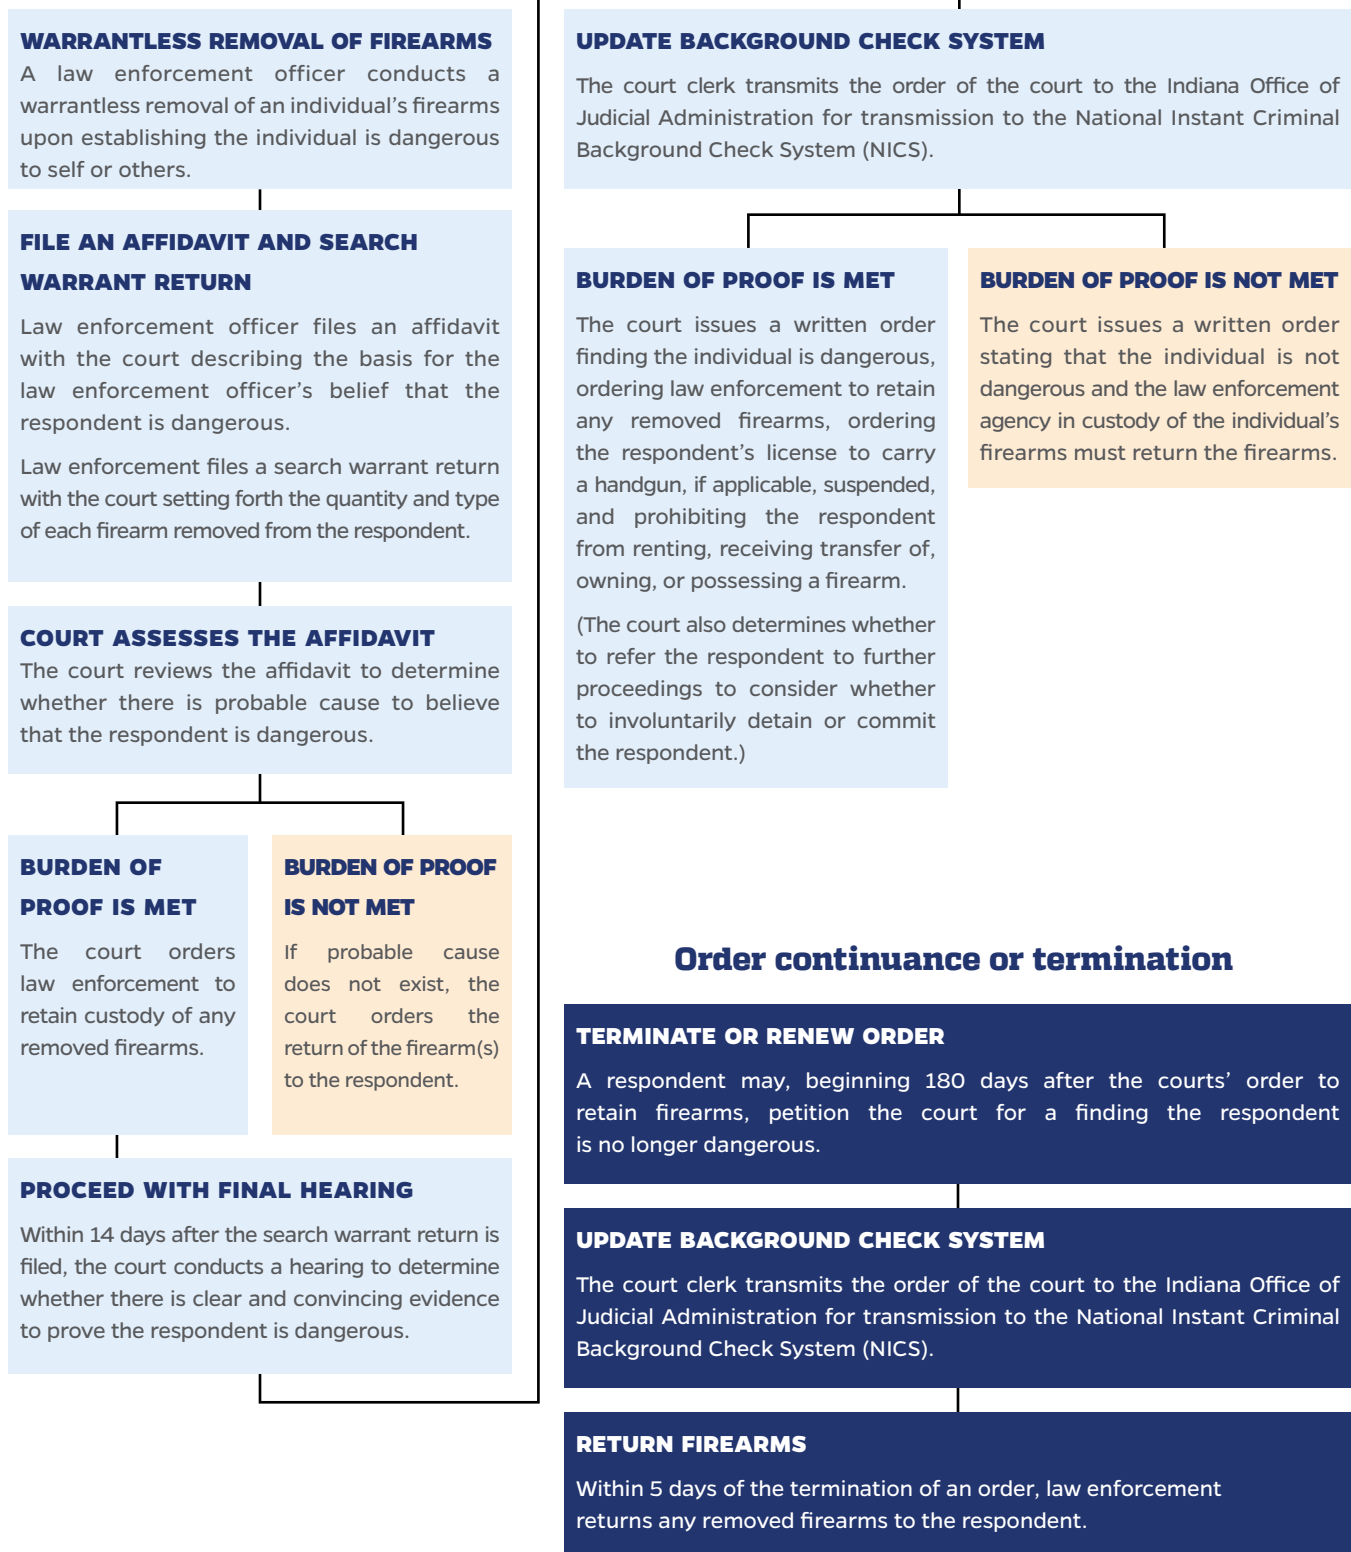 WARRANTLESS REMOVAL OF FIREARMS
A law enforcement officer conducts a
warrantless removal of an individual’s firearms
upon establishing the individual is dangerous
to self or others.
FILE AN AFFIDAVIT AND SEARCH
WARRANT RETURN
Law enforcement officer files an affidavit
with the court describing the basis for the
law enforcement officer’s belief that the
respondent is dangerous.
Law enforcement files a search warrant return
with the court setting forth the quantity and type
of each firearm removed from the respondent.
COURT ASSESSES THE AFFIDAVIT
The court reviews the affidavit to determine
whether there is probable cause to believe
that the respondent is dangerous.
BURDEN OF
PROOF IS MET
The court orders
law enforcement to
retain custody of any
removed firearms.
BURDEN OF PROOF
IS NOT MET
If probable cause
does not exist, the
court orders the
return of the firearm(s)
to the respondent.
PROCEED WITH FINAL HEARING
Within 14 days after the search warrant return is
filed, the court conducts a hearing to determine
whether there is clear and convincing evidence
to prove the respondent is dangerous.
UPDATE BACKGROUND CHECK SYSTEM
The court clerk transmits the order of the court to the Indiana Office of
Judicial Administration for transmission to the National Instant Criminal
Background Check System (NICS).
BURDEN OF PROOF IS MET
The court issues a written order
finding the individual is dangerous,
ordering law enforcement to retain
any removed firearms, ordering
the respondent’s license to carry
a handgun, if applicable, suspended,
and prohibiting the respondent
from renting, receiving transfer of,
owning, or possessing a firearm.
(The court also determines whether
to refer the respondent to further
proceedings to consider whether
to involuntarily detain or commit
the respondent.)
BURDEN OF PROOF IS NOT MET
The court issues a written order
stating that the individual is not
dangerous and the law enforcement
agency in custody of the individual’s
firearms must return the firearms.
Order continuance or termination
TERMINATE OR RENEW ORDER
A respondent may, beginning 180 days after the courts’ order to
retain firearms, petition the court for a finding the respondent
is no longer dangerous.
UPDATE BACKGROUND CHECK SYSTEM
The court clerk transmits the order of the court to the Indiana Office of
Judicial Administration for transmission to the National Instant Criminal
Background Check System (NICS).
RETURN FIREARMS
Within 5 days of the termination of an order, law enforcement
returns any removed firearms to the respondent.